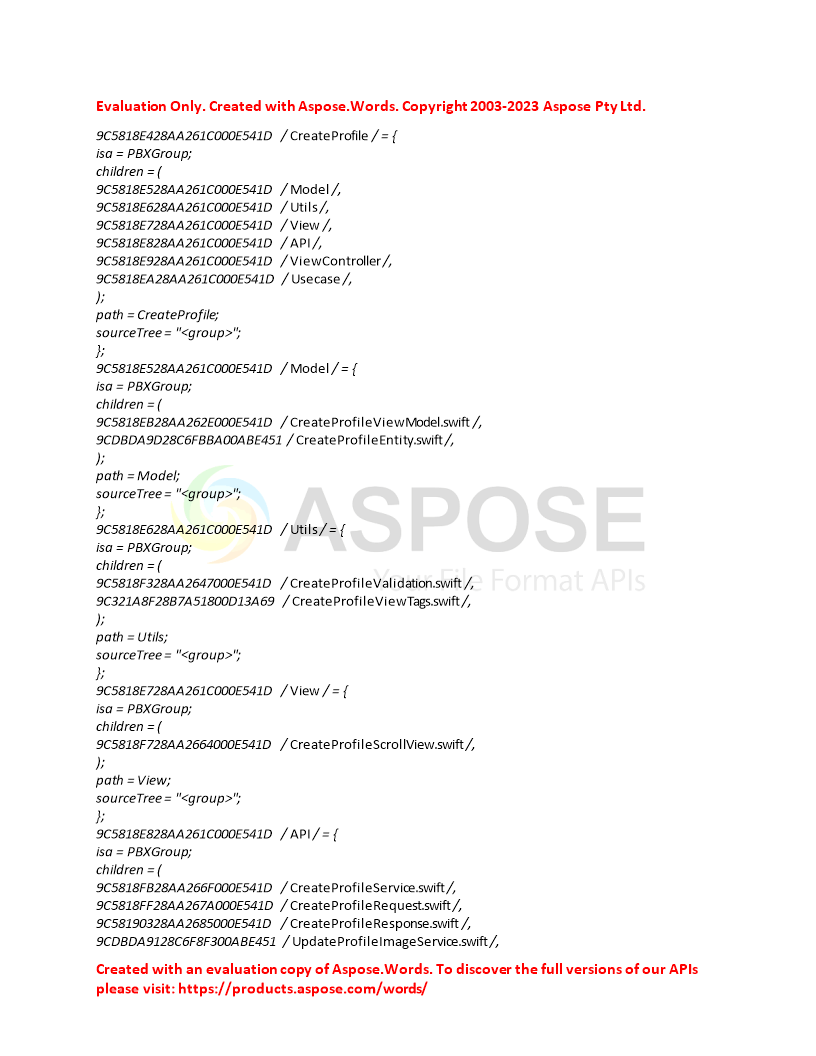 Evaluation Only. Created with Aspose.Words. Copyright 2003-2023 Aspose Pty Ltd.
9C5818E428AA261C000E541D / CreateProfile / = {
isa = PBXGroup;
children = (
9C5818E528AA261C000E541D / Model /,
9C5818E628AA261C000E541D / Utils /,
9C5818E728AA261C000E541D / View /,
9C5818E828AA261C000E541D / API /,
9C5818E928AA261C000E541D / ViewController /,
9C5818EA28AA261C000E541D / Usecase /,
);
path = CreateProfile;
sourceTree = "<group>";
};
9C5818E528AA261C000E541D / Model / = {
isa = PBXGroup;
children = (
9C5818EB28AA262E000E541D / CreateProfileViewModel.swift /,
9CDBDA9D28C6FBBA00ABE451 / CreateProfileEntity.swift /,
);
path = Model;
sourceTree = "<group>";
};
9C5818E628AA261C000E541D / Utils / = {
isa = PBXGroup;
children = (
9C5818F328AA2647000E541D / CreateProfileValidation.swift /,
9C321A8F28B7A51800D13A69 / CreateProfileViewTags.swift /,
);
path = Utils;
sourceTree = "<group>";
};
9C5818E728AA261C000E541D / View / = {
isa = PBXGroup;
children = (
9C5818F728AA2664000E541D / CreateProfileScrollView.swift /,
);
path = View;
sourceTree = "<group>";
};
9C5818E828AA261C000E541D / API / = {
isa = PBXGroup;
children = (
9C5818FB28AA266F000E541D / CreateProfileService.swift /,
9C5818FF28AA267A000E541D / CreateProfileRequest.swift /,
9C58190328AA2685000E541D / CreateProfileResponse.swift /,
9CDBDA9128C6F8F300ABE451 / UpdateProfileImageService.swift /,
Created with an evaluation copy of Aspose.Words. To discover the full versions of our APIs
please visit: https://products.aspose.com/words/
ASPOSE
Your File Format APIs